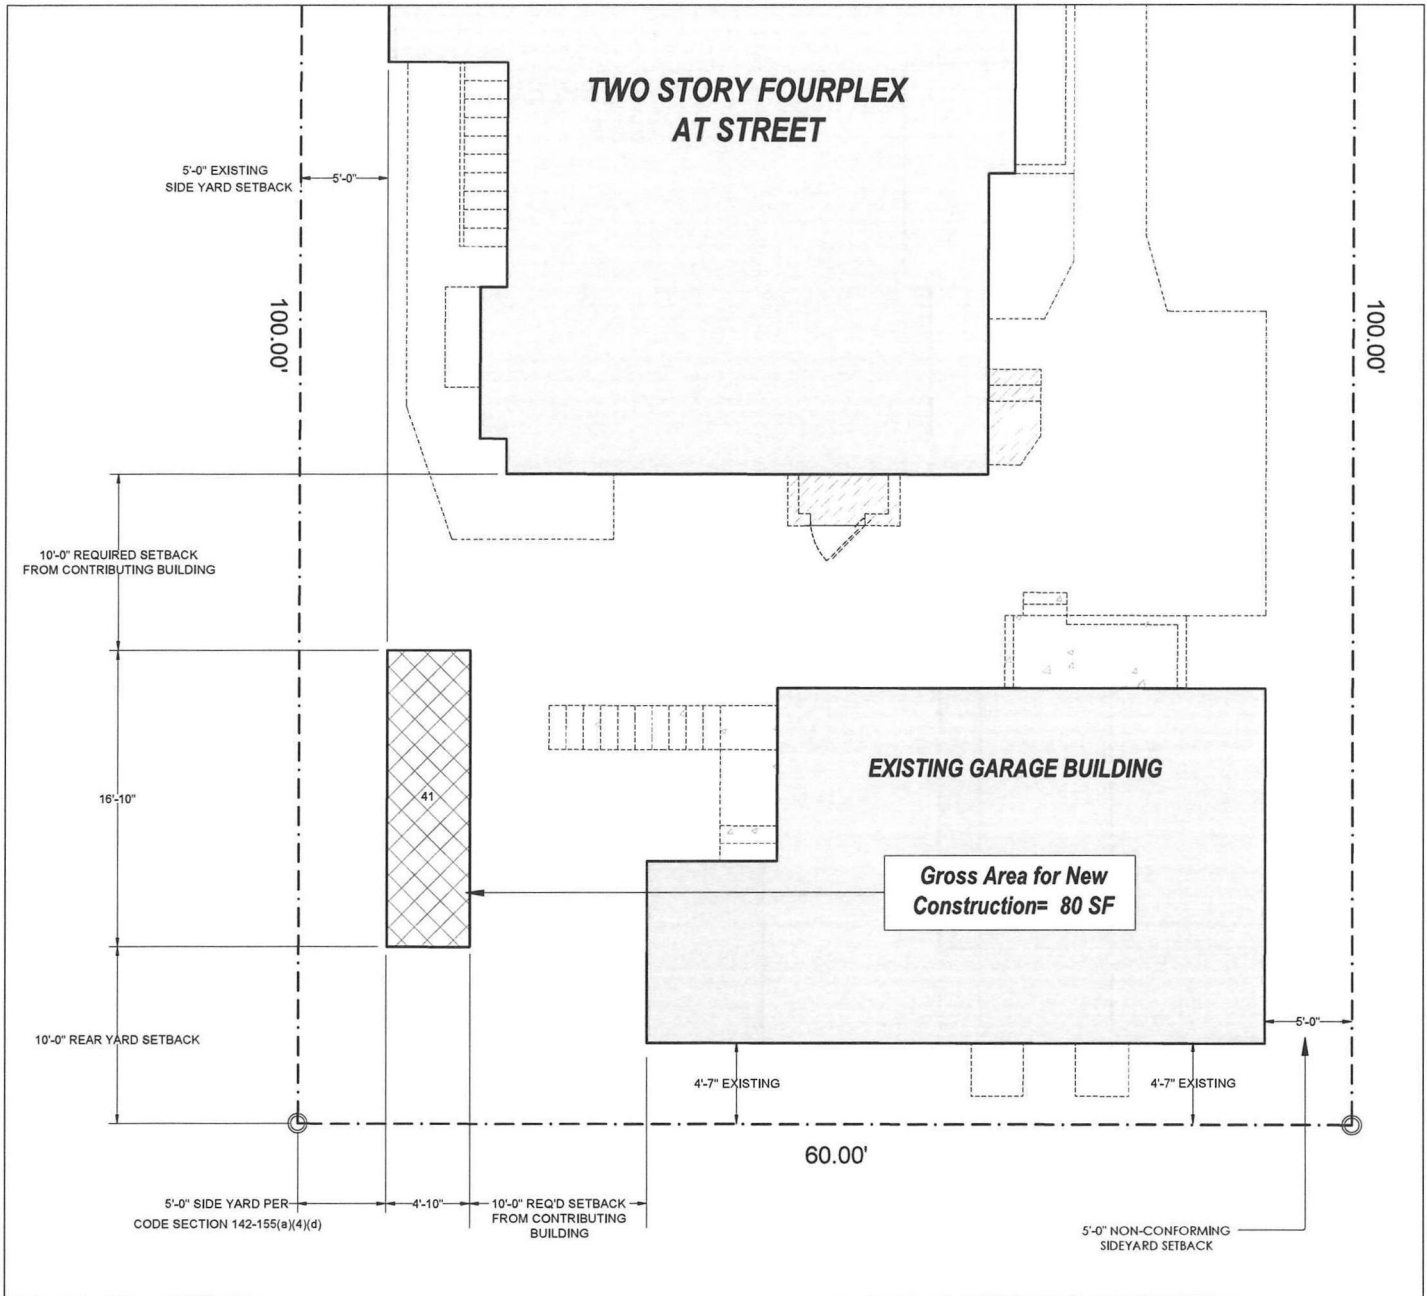 TWO STORY FOURPLEX
AT STREET
5'-0" EXISTING
SIDE YARD SETBACK
5'-0"
100.00'
100.00'
10'-0" REQUIRED SETBACK
FROM CONTRIBUTING BUILDING
16'-10"
41
EXISTING GARAGE BUILDING
Gross Area for New
Construction= 80 SF
10'-0" REAR YARD SETBACK
5'-0"
4'-7" EXISTING
4'-7" EXISTING
60.00'
5'-0" SIDE YARD PER
CODE SECTION 142-155(a)(4)(d)
4'-10"
10'-0" REQ'D SETBACK
FROM CONTRIBUTING
BUILDING
5'-0" NON-CONFORMING
SIDEYARD SETBACK